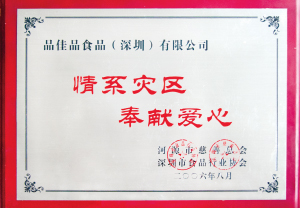 品佳品食品（深圳）有限公司
情系灾区
奉献爱心
河源市慈善总会
深圳市食品行业协会
二〇〇六年八月